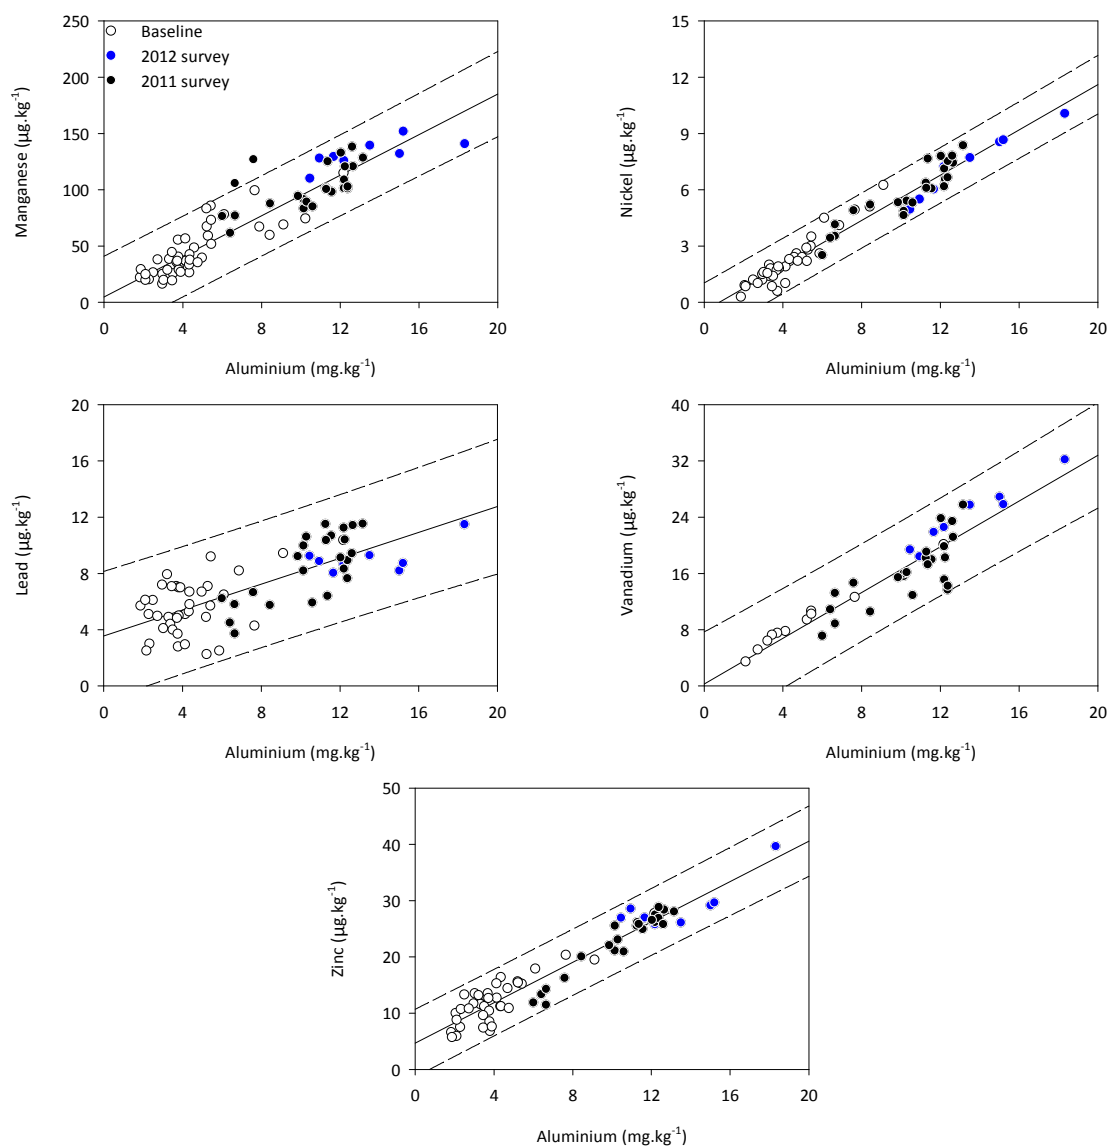 250
200
150
100
50
0
Manganese (µg.kg⁻¹)
Baseline
2012 survey
2011 survey
0 4 8 12 16 20
Aluminium (mg.kg⁻¹)
15
12
9
6
3
0
Nickel (µg.kg⁻¹)
0 4 8 12 16 20
Aluminium (mg.kg⁻¹)
20
16
12
8
4
0
Lead (µg.kg⁻¹)
0 4 8 12 16 20
Aluminium (mg.kg⁻¹)
40
32
24
16
8
0
Vanadium (µg.kg⁻¹)
0 4 8 12 16 20
Aluminium (mg.kg⁻¹)
50
40
30
20
10
0
Zinc (µg.kg⁻¹)
0 4 8 12 16 20
Aluminium (mg.kg⁻¹)